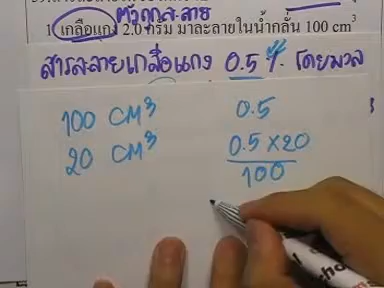 ตัวถูกละลาย
1. เกลือแกง 2.0 กรัม มาละลายในน้ำกลั่น 100 cm³
สารละลายเกลือแกง 0.5 % โดยมวล
100 CM³ 0.5
20 CM³ 0.5×20
100